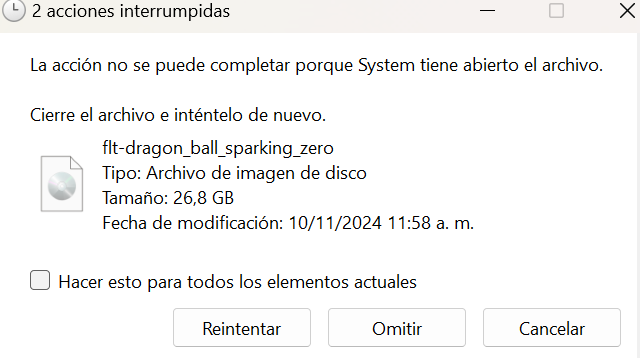 2 acciones interrumpidas
La acción no se puede completar porque System tiene abierto el archivo.
Cierre el archivo e inténtelo de nuevo.
flt-dragon_ball_sparking_zero
Tipo: Archivo de imagen de disco
Tamaño: 26,8 GB
Fecha de modificación: 10/11/2024 11:58 a. m.
Hacer esto para todos los elementos actuales
Reintentar Omitir Cancelar